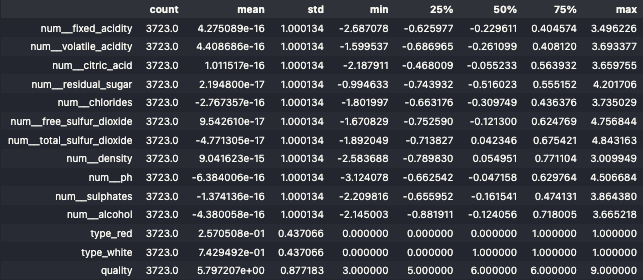 count mean std min 25% 50% 75% max
num__fixed_acidity 3723.0 4.275089e-16 1.000134 -2.687078 -0.625977 -0.229611 0.404574 3.496226
num__volatile_acidity 3723.0 4.408686e-16 1.000134 -1.599537 -0.686965 -0.261099 0.408120 3.693377
num__citric_acid 3723.0 1.011517e-16 1.000134 -2.187911 -0.468009 -0.055233 0.563932 3.659755
num__residual_sugar 3723.0 2.194800e-17 1.000134 -0.994633 -0.743932 -0.516023 0.555152 4.201706
num__chlorides 3723.0 -2.767357e-16 1.000134 -1.801997 -0.663176 -0.309749 0.436376 3.735029
num__free_sulfur_dioxide 3723.0 9.542610e-17 1.000134 -1.670829 -0.752590 -0.121300 0.624769 4.756844
num__total_sulfur_dioxide 3723.0 -4.771305e-17 1.000134 -1.892049 -0.713827 0.042346 0.675421 4.843163
num__density 3723.0 9.041623e-15 1.000134 -2.583688 -0.789830 0.054951 0.771104 3.009949
num__ph 3723.0 -6.384006e-16 1.000134 -3.124078 -0.662542 -0.047158 0.629764 4.506684
num__sulphates 3723.0 -1.374136e-16 1.000134 -2.209816 -0.655952 -0.161541 0.474131 3.864380
num__alcohol 3723.0 -4.380058e-16 1.000134 -2.145003 -0.881911 -0.124056 0.718005 3.665218
type_red 3723.0 2.570508e-01 0.437066 0.000000 0.000000 0.000000 1.000000 1.000000
type_white 3723.0 7.429492e-01 0.437066 0.000000 0.000000 1.000000 1.000000 1.000000
quality 3723.0 5.797207e+00 0.877183 3.000000 5.000000 6.000000 6.000000 9.000000